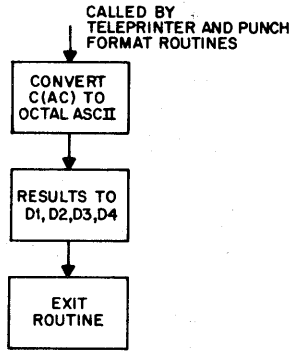 CALLED BY
TELEPRINTER AND PUNCH
FORMAT ROUTINES
CONVERT
C(AC) TO
OCTAL ASCII
RESULTS TO
D1, D2,D3,D4
EXIT
ROUTINE